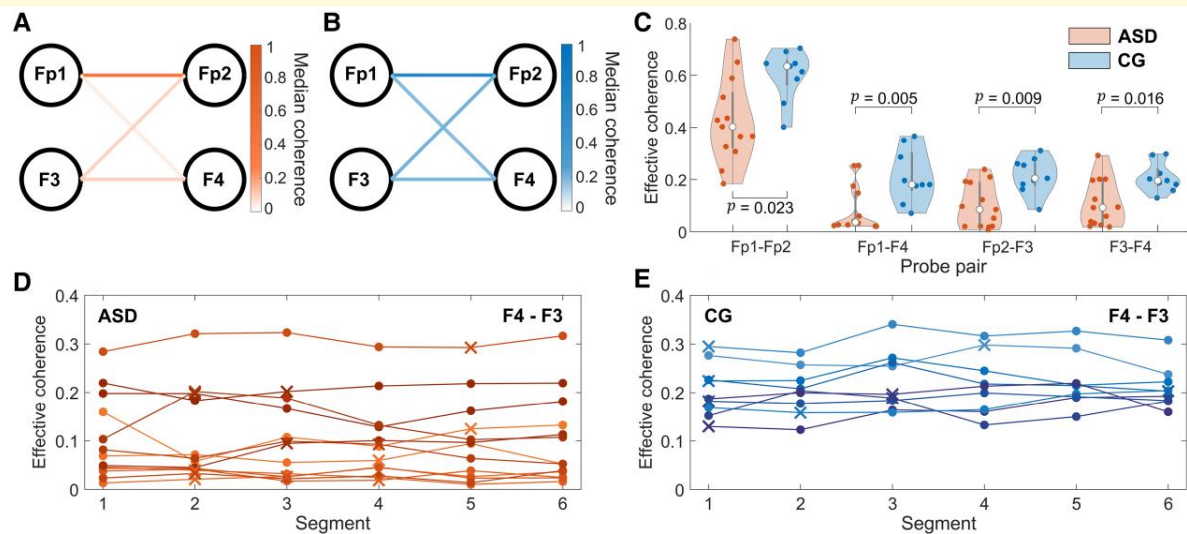 A
Fp1
Fp2
F3
F4
1
0.8
0.6
0.4
0.2
0
Median coherence
B
Fp1
Fp2
F3
F4
1
0.8
0.6
0.4
0.2
0
Median coherence
C
Effective coherence
0.8
0.6
0.4
0.2
0
ASD
CG
p = 0.023
p = 0.005
p = 0.009
p = 0.016
Fp1-Fp2
Fp1-F4
Fp2-F3
F3-F4
Probe pair
D
ASD
F4 - F3
Effective coherence
0.4
0.3
0.2
0.1
0
1 2 3 4 5 6
Segment
E
CG
F4 - F3
Effective coherence
0.4
0.3
0.2
0.1
0
1 2 3 4 5 6
Segment